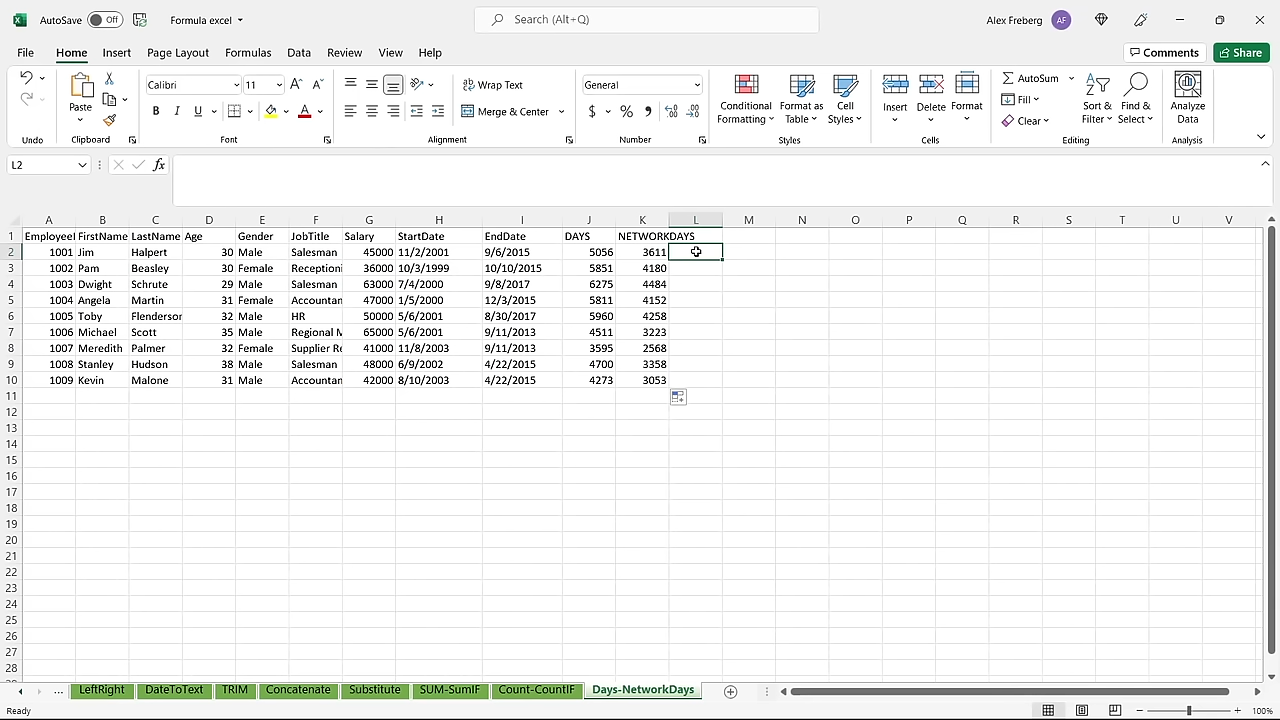 AutoSave Off Formula excel Search (Alt+Q) Alex Freberg AF
File Home Insert Page Layout Formulas Data Review View Help Comments Share
Paste Calibri 11 Wrap Text General Conditional Formatting Format as Table Cell Styles Insert Delete Format AutoSum Sort & Filter Find & Select Analyze Data
B I U Merge & Center $ % Fill Clear
Undo Clipboard Font Alignment Number Styles Cells Editing Analysis
L2 fx
A B C D E F G H I J K L M N O P Q R S T U V
1 Employeel FirstName LastName Age Gender JobTitle Salary StartDate EndDate DAYS NETWORKDAYS
2 1001 Jim Halpert 30 Male Salesman 45000 11/2/2001 9/6/2015 5056 3611
3 1002 Pam Beasley 30 Female Receptioni 36000 10/3/1999 10/10/2015 5851 4180
4 1003 Dwight Schrute 29 Male Salesman 63000 7/4/2000 9/8/2017 6275 4484
5 1004 Angela Martin 31 Female Accountan 47000 1/5/2000 12/3/2015 5811 4152
6 1005 Toby Flenderson 32 Male HR 50000 5/6/2001 8/30/2017 5960 4258
7 1006 Michael Scott 35 Male Regional M 65000 5/6/2001 9/11/2013 4511 3223
8 1007 Meredith Palmer 32 Female Supplier Re 41000 11/8/2003 9/11/2013 3595 2568
9 1008 Stanley Hudson 38 Male Salesman 48000 6/9/2002 4/22/2015 4700 3358
10 1009 Kevin Malone 31 Male Accountan 42000 8/10/2003 4/22/2015 4273 3053
11
12
13
14
15
16
17
18
19
20
21
22
23
24
25
26
27
28
... LeftRight DateToText TRIM Concatenate Substitute SUM-SumIF Count-CountIF Days-NetworkDays
Ready 100%